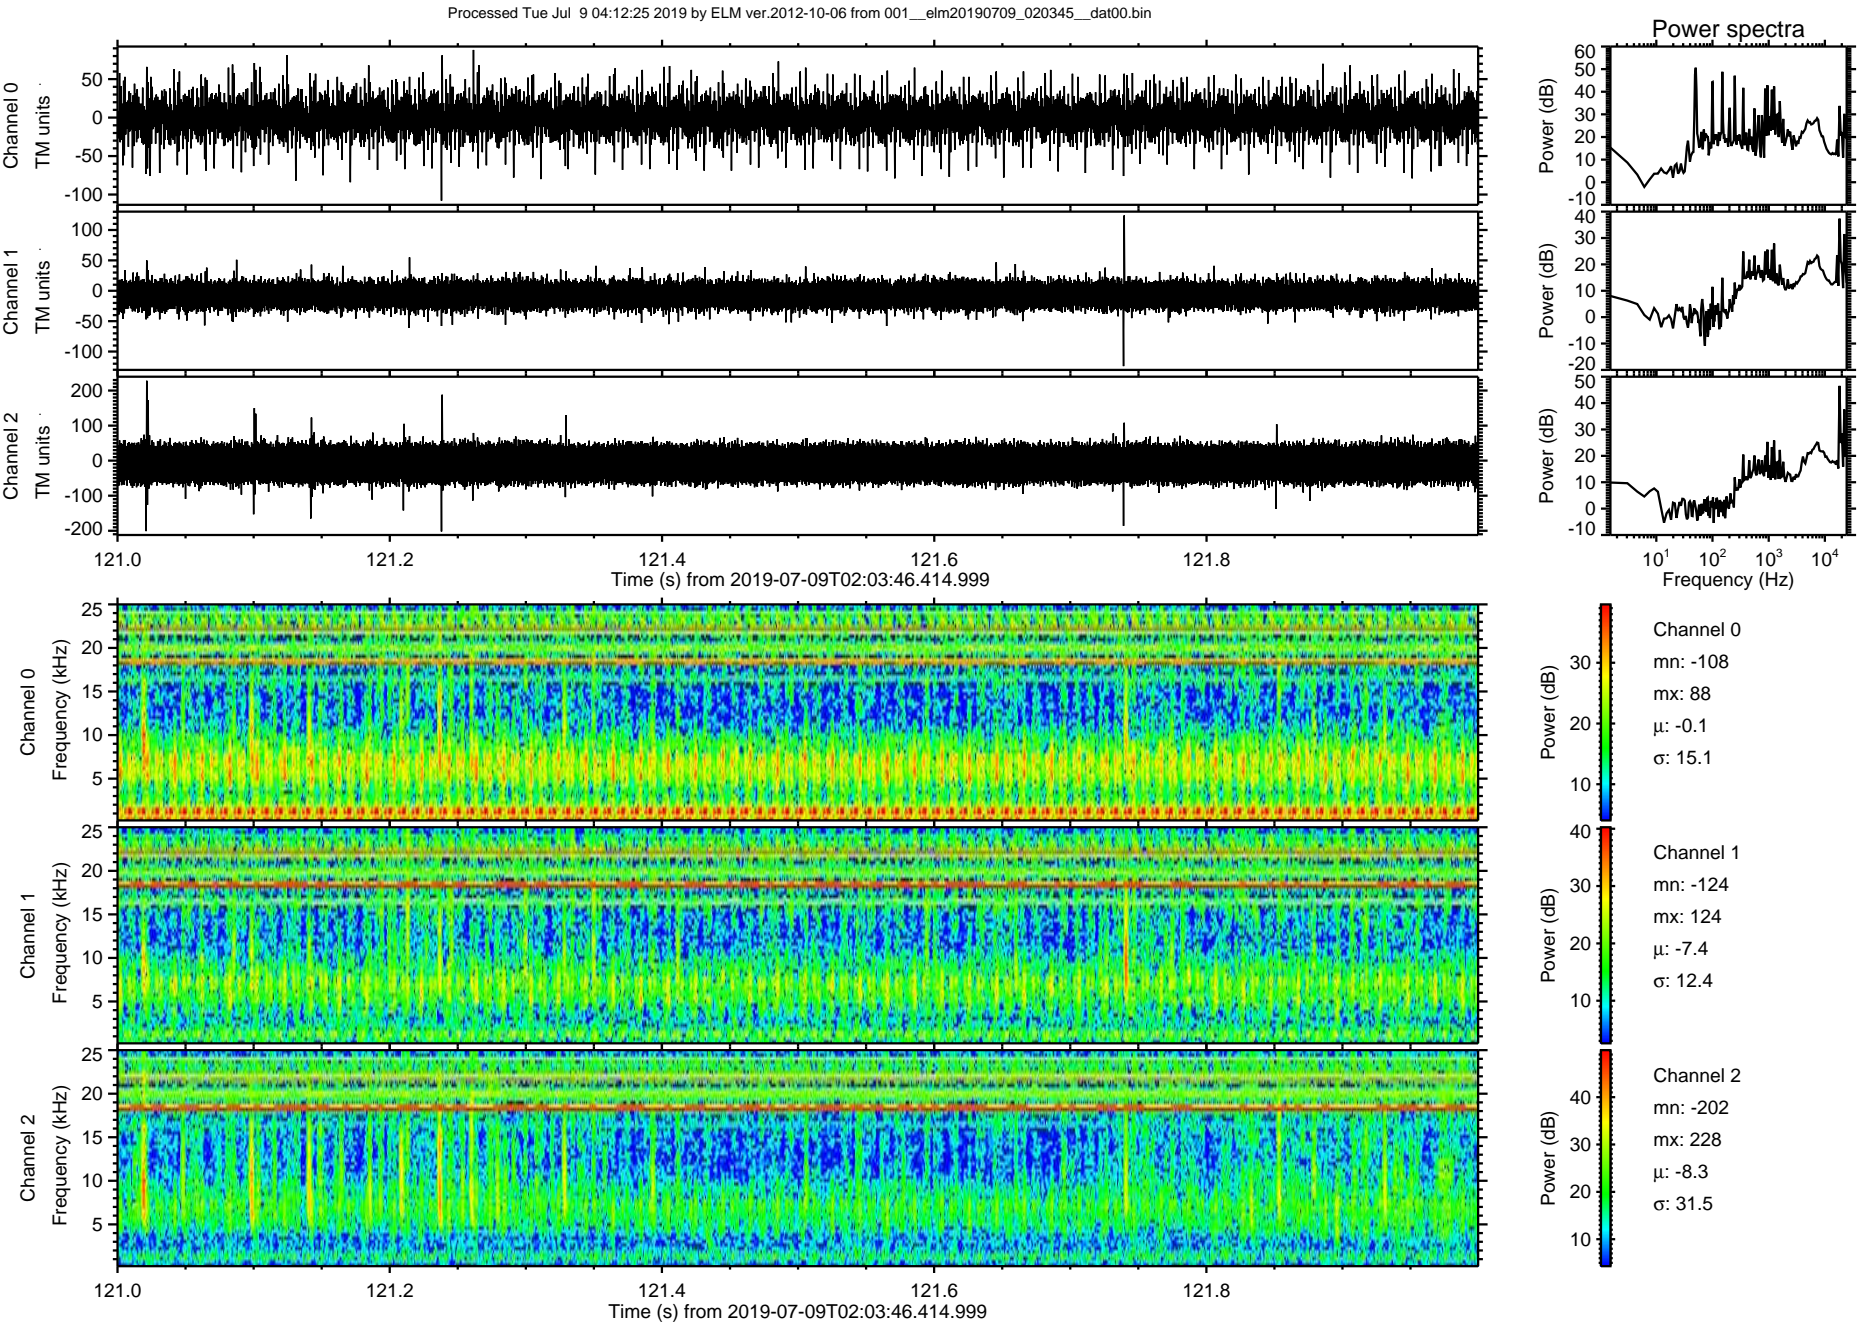 Processed Tue Jul 9 04:12:25 2019 by ELM ver.2012-10-06 from 001__elm20190709_020345__dat00.bin
Channel 0
TM units
50
0
-50
-100
Channel 1
TM units
100
50
0
-50
-100
Channel 2
TM units
200
100
0
-100
-200
121.0 121.2 121.4 121.6 121.8
Time (s) from 2019-07-09T02:03:46.414.999
Power spectra
Power (dB)
60
50
40
30
20
10
0
-10
Power (dB)
40
30
20
10
0
-10
-20
Power (dB)
50
40
30
20
10
0
-10
10^1 10^2 10^3 10^4
Frequency (Hz)
Channel 0
Frequency (kHz)
25
20
15
10
5
Power (dB)
30
20
10
Channel 0
mn: -108
mx: 88
μ: -0.1
σ: 15.1
Channel 1
Frequency (kHz)
25
20
15
10
5
Power (dB)
40
30
20
10
Channel 1
mn: -124
mx: 124
μ: -7.4
σ: 12.4
Channel 2
Frequency (kHz)
25
20
15
10
5
Power (dB)
40
30
20
10
Channel 2
mn: -202
mx: 228
μ: -8.3
σ: 31.5
121.0 121.2 121.4 121.6 121.8
Time (s) from 2019-07-09T02:03:46.414.999